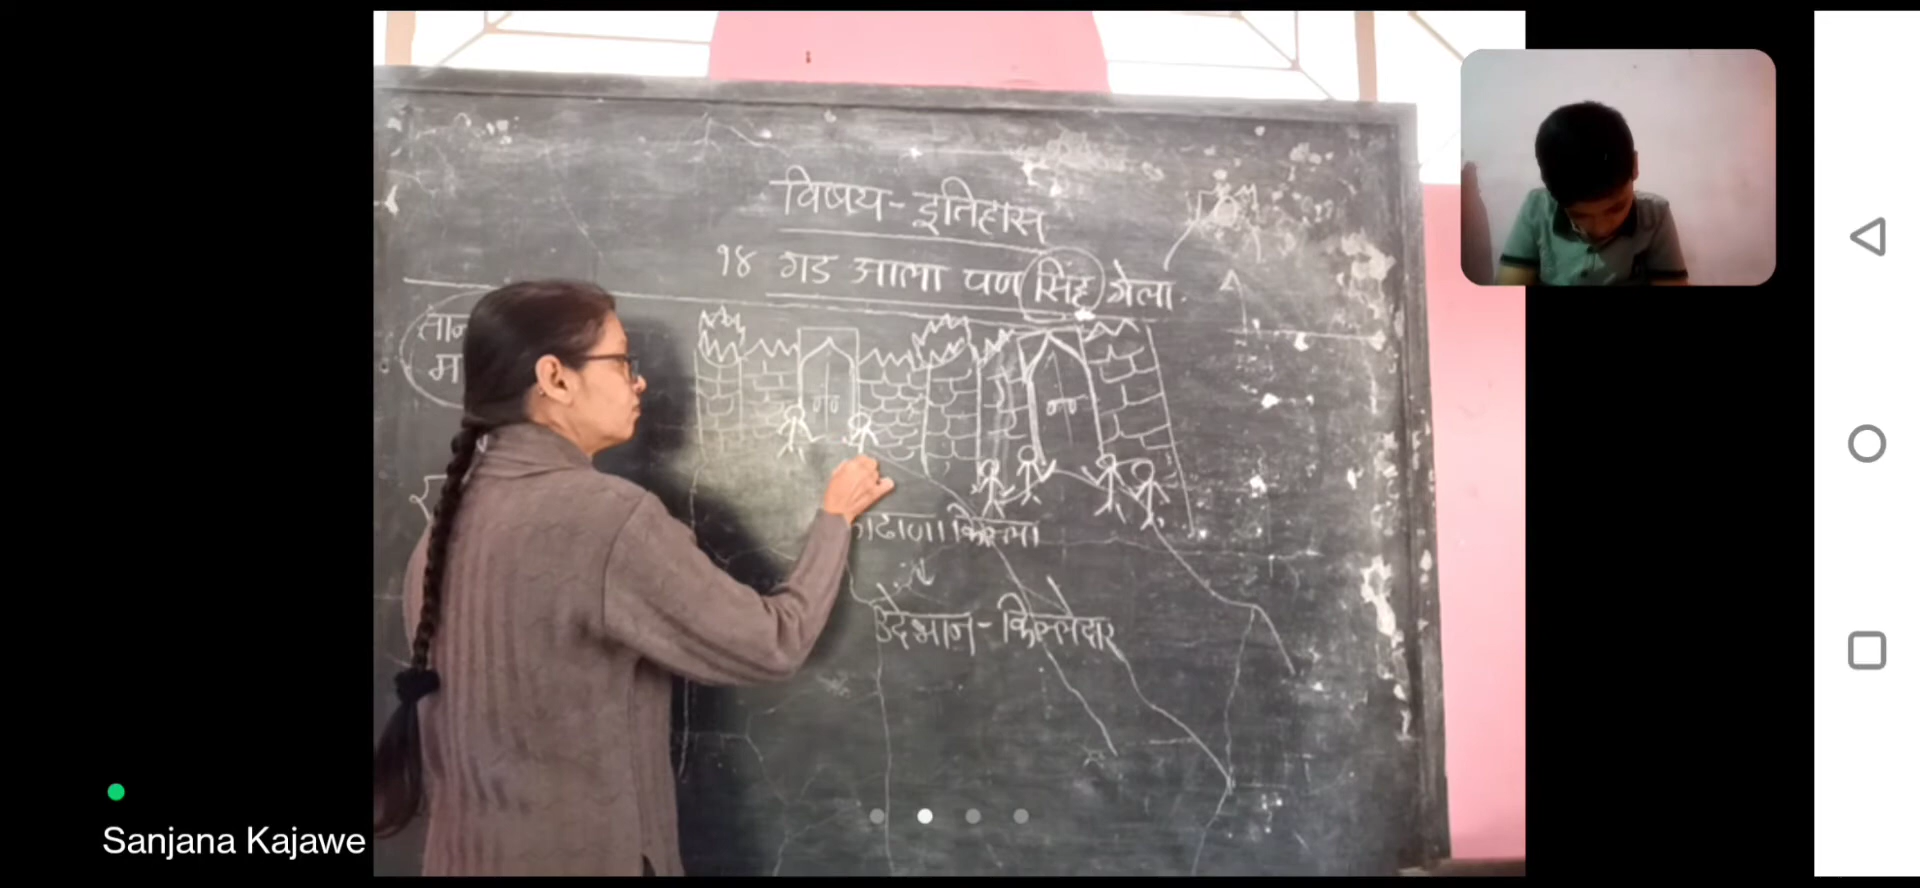 विषय - इतिहास
१४ गड आला पण सिंह गेला.
उदेभान - किल्लेदार
Sanjana Kajawe